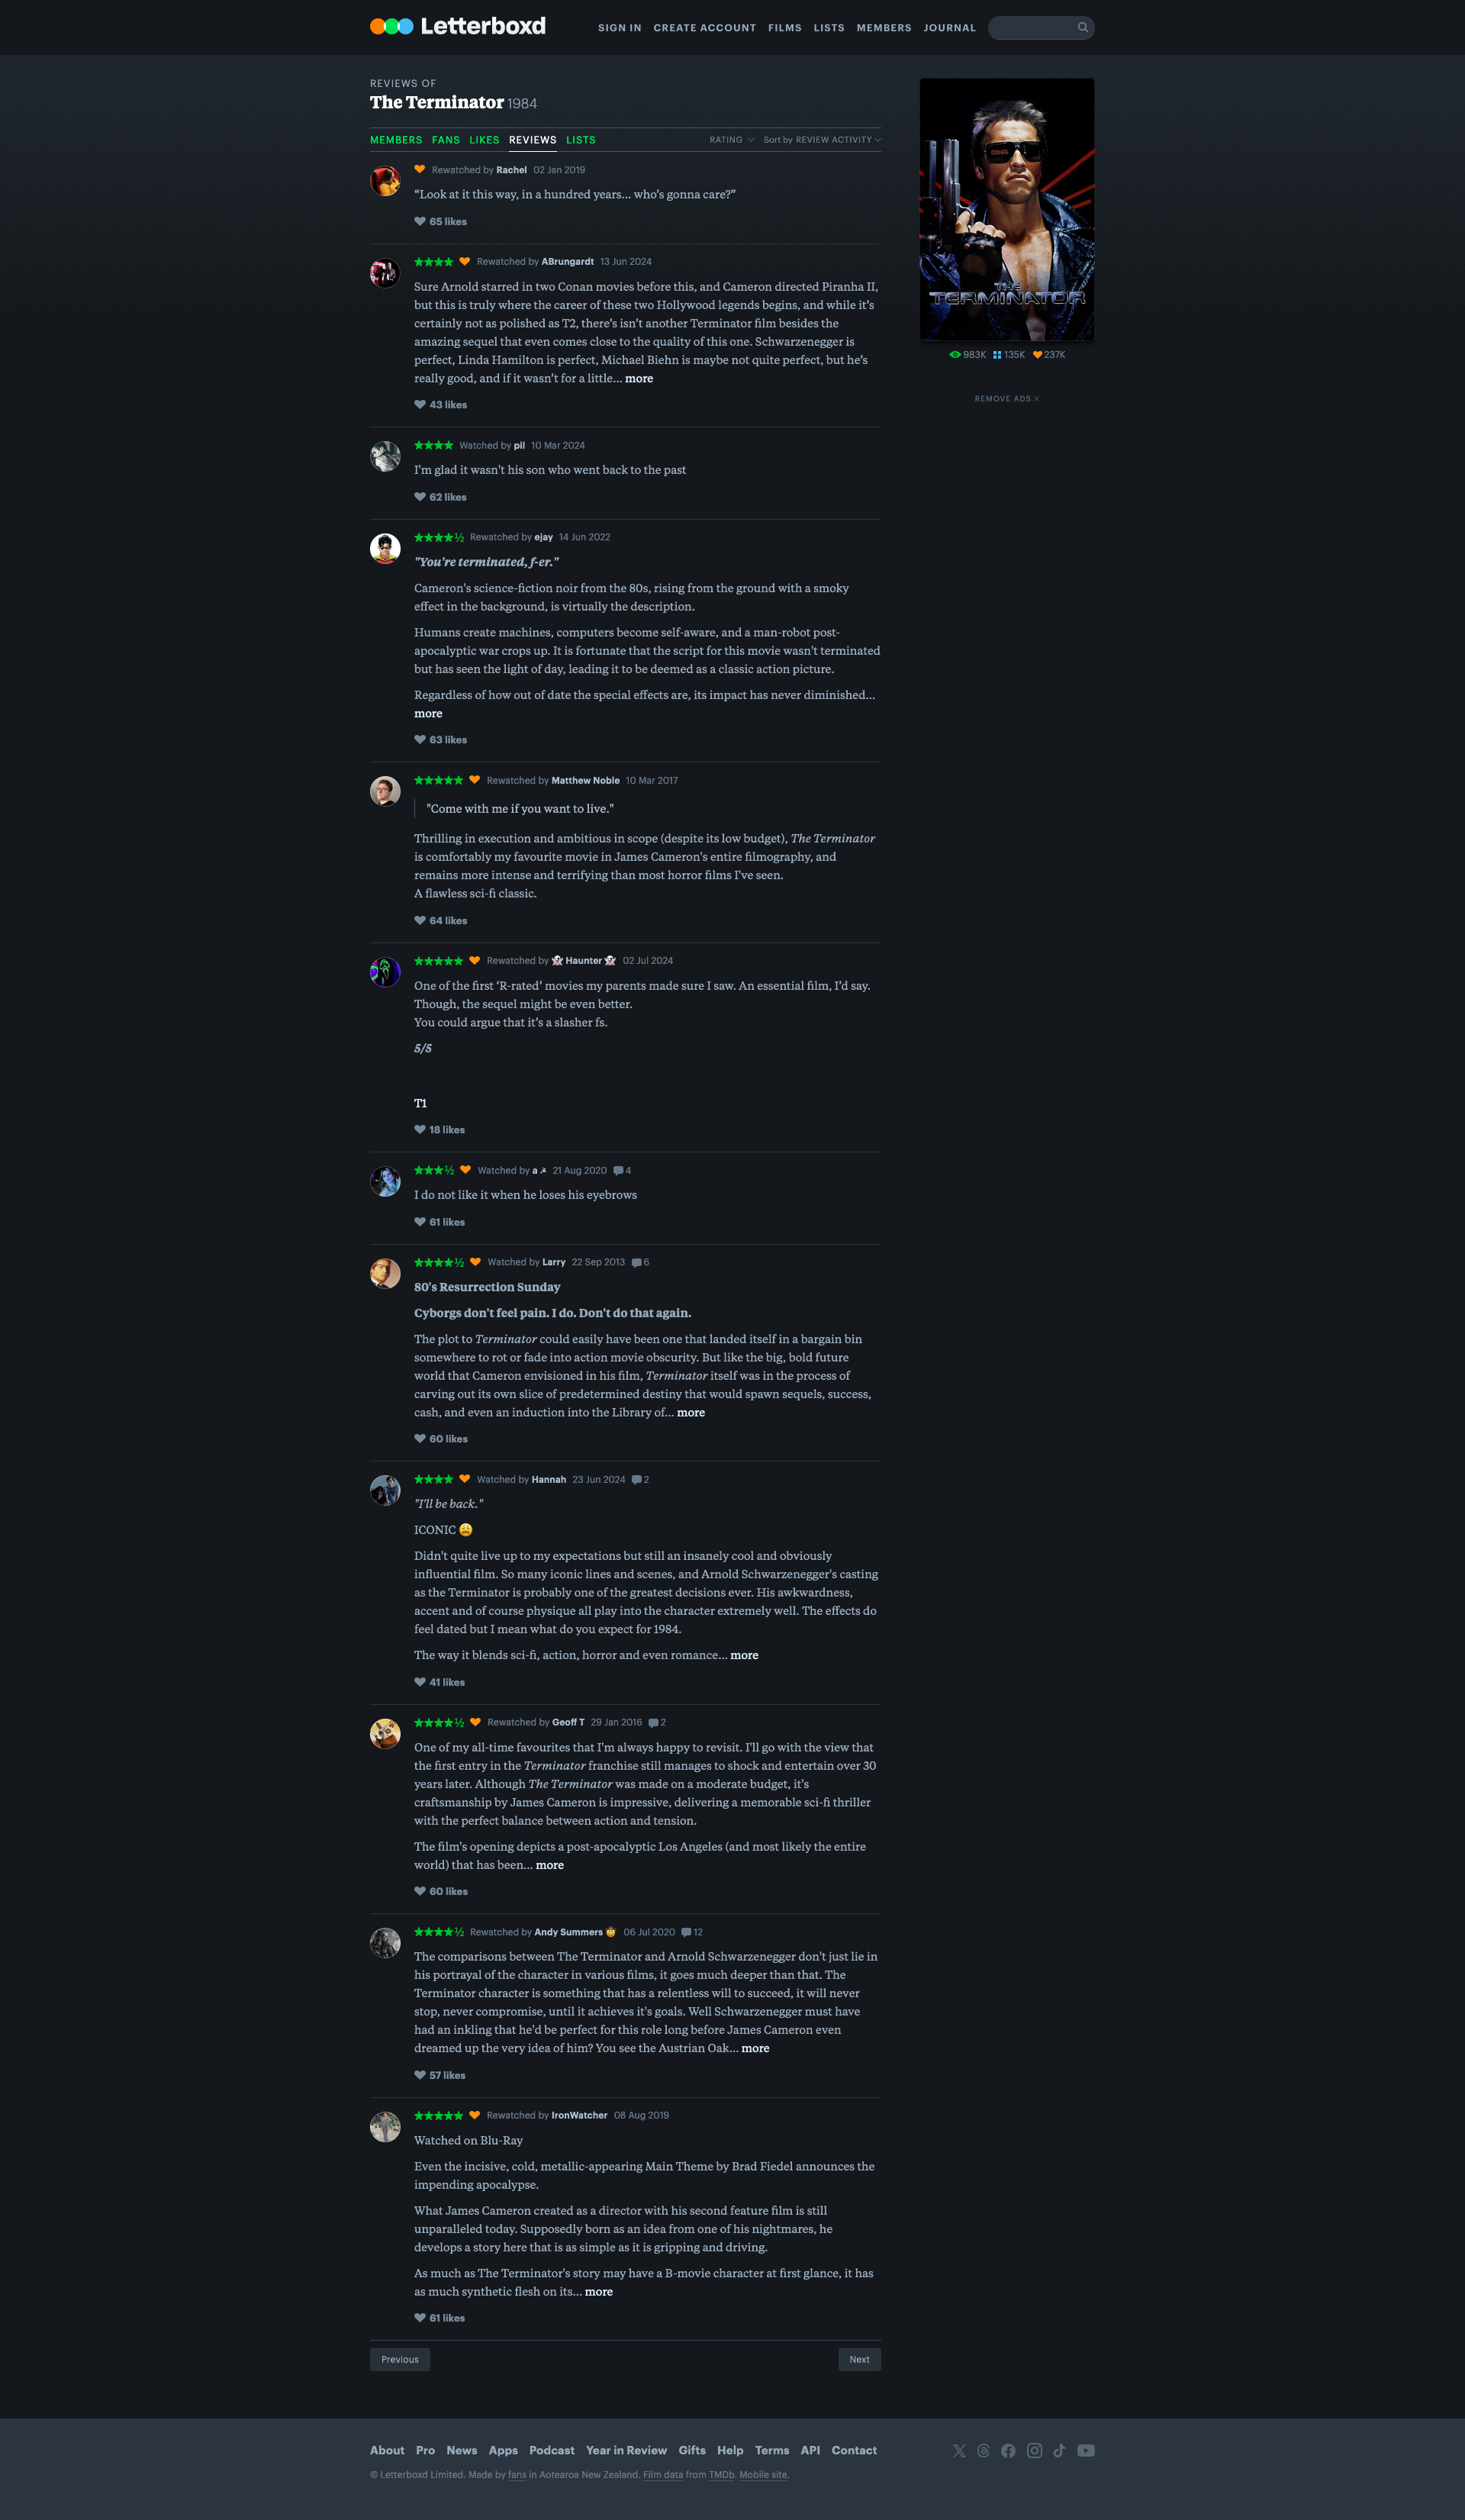 Letterboxd
SIGN IN CREATE ACCOUNT FILMS LISTS MEMBERS JOURNAL
REVIEWS OF
The Terminator 1984
MEMBERS FANS LIKES REVIEWS LISTS
RATING Sort by REVIEW ACTIVITY
Rewatched by Rachel 02 Jan 2019
“Look at it this way, in a hundred years… who’s gonna care?”
65 likes
★★★★ Rewatched by ABrungardt 13 Jun 2024
Sure Arnold starred in two Conan movies before this, and Cameron directed Piranha II,
but this is truly where the career of these two Hollywood legends begins, and while it’s
certainly not as polished as T2, there’s isn’t another Terminator film besides the
amazing sequel that even comes close to the quality of this one. Schwarzenegger is
perfect, Linda Hamilton is perfect, Michael Biehn is maybe not quite perfect, but he’s
really good, and if it wasn’t for a little… more
43 likes
★★★★ Watched by pil 10 Mar 2024
I'm glad it wasn't his son who went back to the past
62 likes
★★★★½ Rewatched by ejay 14 Jun 2022
"You're terminated, f-er."
Cameron's science-fiction noir from the 80s, rising from the ground with a smoky
effect in the background, is virtually the description.
Humans create machines, computers become self-aware, and a man-robot post-
apocalyptic war crops up. It is fortunate that the script for this movie wasn't terminated
but has seen the light of day, leading it to be deemed as a classic action picture.
Regardless of how out of date the special effects are, its impact has never diminished…
more
63 likes
★★★★★ Rewatched by Matthew Noble 10 Mar 2017
"Come with me if you want to live."
Thrilling in execution and ambitious in scope (despite its low budget), The Terminator
is comfortably my favourite movie in James Cameron's entire filmography, and
remains more intense and terrifying than most horror films I've seen.
A flawless sci-fi classic.
64 likes
★★★★★ Rewatched by 👻 Haunter 👻 02 Jul 2024
One of the first ‘R-rated’ movies my parents made sure I saw. An essential film, I’d say.
Though, the sequel might be even better.
You could argue that it’s a slasher fs.
5/5
T1
18 likes
★★★½ Watched by a 21 Aug 2020 4
I do not like it when he loses his eyebrows
61 likes
★★★★½ Watched by Larry 22 Sep 2013 6
80's Resurrection Sunday
Cyborgs don't feel pain. I do. Don't do that again.
The plot to Terminator could easily have been one that landed itself in a bargain bin
somewhere to rot or fade into action movie obscurity. But like the big, bold future
world that Cameron envisioned in his film, Terminator itself was in the process of
carving out its own slice of predetermined destiny that would spawn sequels, success,
cash, and even an induction into the Library of… more
60 likes
★★★★ Watched by Hannah 23 Jun 2024 2
"I'll be back."
ICONIC 😩
Didn't quite live up to my expectations but still an insanely cool and obviously
influential film. So many iconic lines and scenes, and Arnold Schwarzenegger's casting
as the Terminator is probably one of the greatest decisions ever. His awkwardness,
accent and of course physique all play into the character extremely well. The effects do
feel dated but I mean what do you expect for 1984.
The way it blends sci-fi, action, horror and even romance… more
41 likes
★★★★½ Rewatched by Geoff T 29 Jan 2016 2
One of my all-time favourites that I'm always happy to revisit. I'll go with the view that
the first entry in the Terminator franchise still manages to shock and entertain over 30
years later. Although The Terminator was made on a moderate budget, it's
craftsmanship by James Cameron is impressive, delivering a memorable sci-fi thriller
with the perfect balance between action and tension.
The film's opening depicts a post-apocalyptic Los Angeles (and most likely the entire
world) that has been… more
60 likes
★★★★½ Rewatched by Andy Summers 🤠 06 Jul 2020 12
The comparisons between The Terminator and Arnold Schwarzenegger don't just lie in
his portrayal of the character in various films, it goes much deeper than that. The
Terminator character is something that has a relentless will to succeed, it will never
stop, never compromise, until it achieves it's goals. Well Schwarzenegger must have
had an inkling that he'd be perfect for this role long before James Cameron even
dreamed up the very idea of him? You see the Austrian Oak… more
57 likes
★★★★★ Rewatched by IronWatcher 08 Aug 2019
Watched on Blu-Ray
Even the incisive, cold, metallic-appearing Main Theme by Brad Fiedel announces the
impending apocalypse.
What James Cameron created as a director with his second feature film is still
unparalleled today. Supposedly born as an idea from one of his nightmares, he
develops a story here that is as simple as it is gripping and driving.
As much as The Terminator's story may have a B-movie character at first glance, it has
as much synthetic flesh on its… more
61 likes
Previous Next
THE
TERMINATOR
983K 135K 237K
REMOVE ADS
About Pro News Apps Podcast Year in Review Gifts Help Terms API Contact
© Letterboxd Limited. Made by fans in Aotearoa New Zealand. Film data from TMDb. Mobile site.